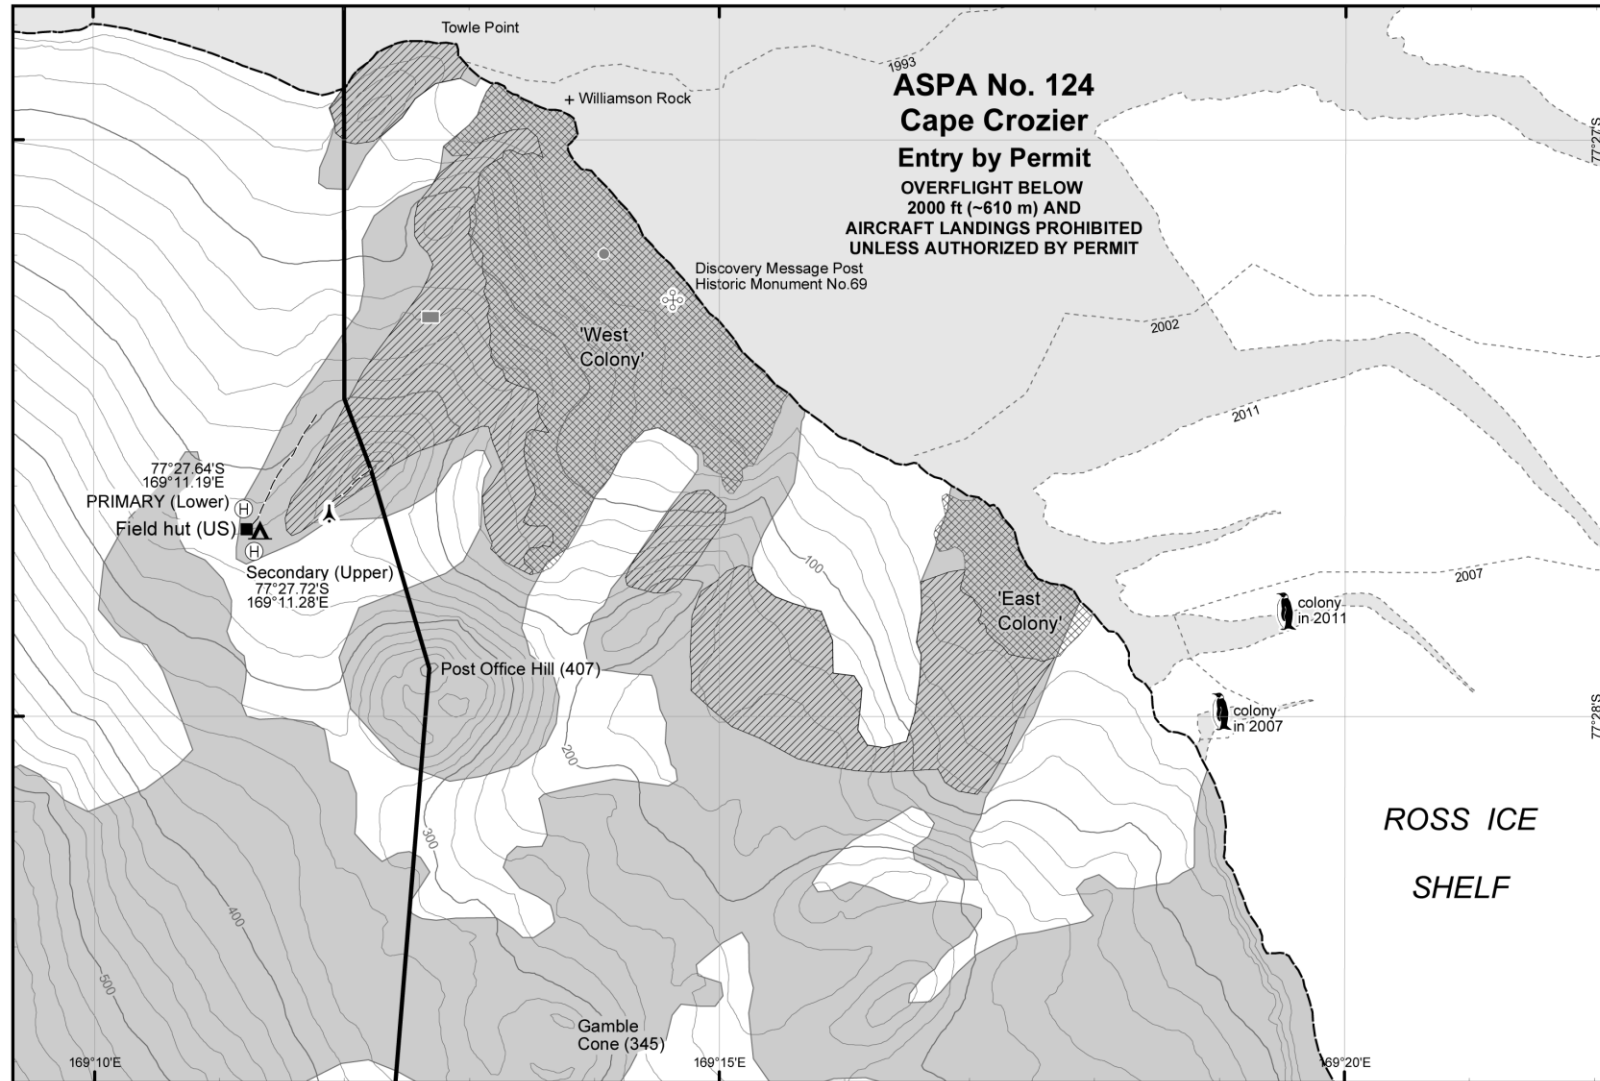 Towle Point
1993
Williamson Rock
ASPA No. 124
Cape Crozier
Entry by Permit
OVERFLIGHT BELOW
2000 ft (~610 m) AND
AIRCRAFT LANDINGS PROHIBITED
UNLESS AUTHORIZED BY PERMIT
77°27'S
Discovery Message Post
Historic Monument No.69
'West
Colony'
2002
2011
77°27.64'S
169°11.19'E
PRIMARY (Lower)
H
Field hut (US)
H
Secondary (Upper)
77°27.72'S
169°11.28'E
100
2007
'East
Colony'
colony
in 2011
Post Office Hill (407)
colony
in 2007
77°28'S
200
300
400
500
ROSS ICE
SHELF
Gamble
Cone (345)
169°10'E
169°15'E
169°20'E